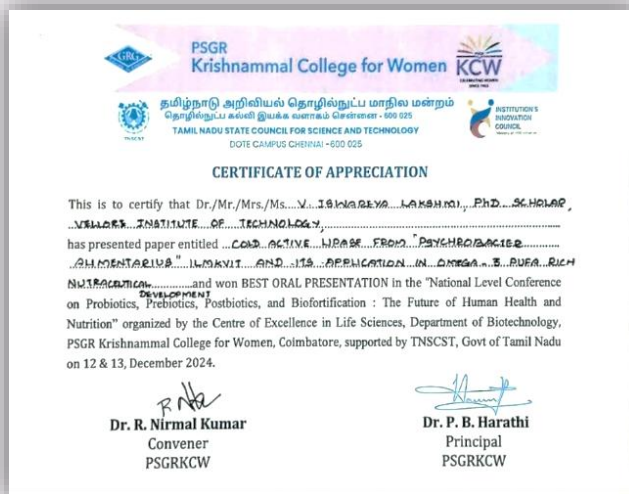 GRG
PSGR
Krishnammal College for Women
KCW
CELEBRATING WOMEN
SINCE 1963
தமிழ்நாடு அறிவியல் தொழில்நுட்ப மாநில மன்றம்
தொழில்நுட்ப கல்வி இயக்க வளாகம் சென்னை - 600 025
TAMIL NADU STATE COUNCIL FOR SCIENCE AND TECHNOLOGY
DOTE CAMPUS CHENNAI -600 025
TNSCST
INSTITUTION'S
INNOVATION
COUNCIL
CERTIFICATE OF APPRECIATION
This is to certify that Dr./Mr./Mrs./Ms. V. ISWAREYA LAKSHMI, PhD SCHOLAR,
VELLORE INSTITUTE OF TECHNOLOGY,
has presented paper entitled COLD ACTIVE LIPASE FROM "PSYCHROBACTER
ALIMENTARIUS" ILMKVIT AND ITS APPLICATION IN OMEGA-3 PUFA RICH
NUTRACEUTICAL DEVELOPMENT and won BEST ORAL PRESENTATION in the "National Level Conference
on Probiotics, Prebiotics, Postbiotics, and Biofortification : The Future of Human Health and
Nutrition" organized by the Centre of Excellence in Life Sciences, Department of Biotechnology,
PSGR Krishnammal College for Women, Coimbatore, supported by TNSCST, Govt of Tamil Nadu
on 12 & 13, December 2024.
Dr. R. Nirmal Kumar
Convener
PSGRKCW
Dr. P. B. Harathi
Principal
PSGRKCW